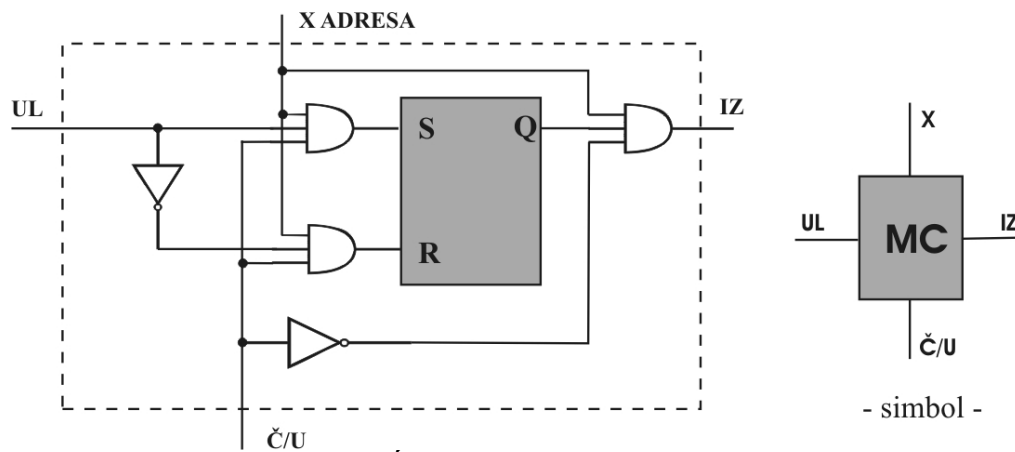 X ADRESA
UL
IZ
S
Q
R
Č/U
X
UL
MC
IZ
Č/U
- simbol -